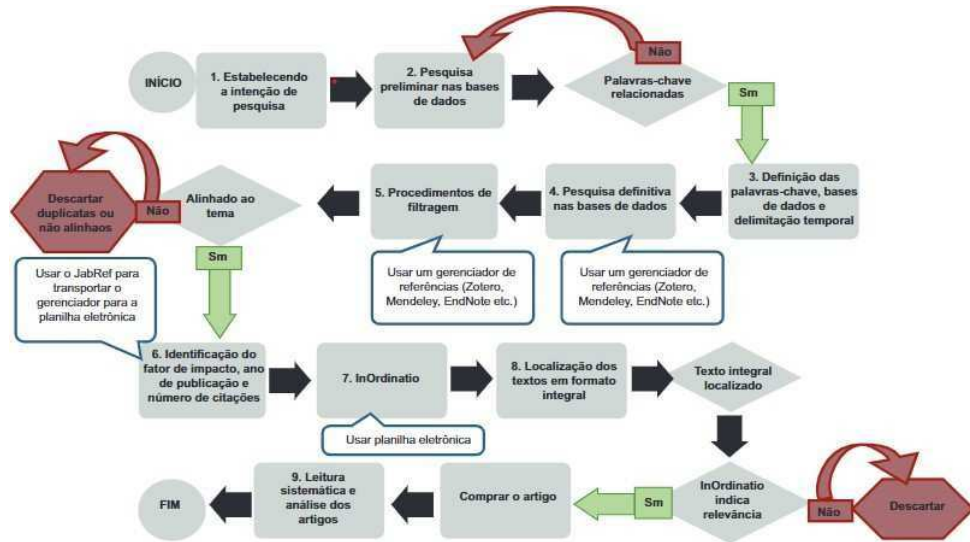 Não
INÍCIO
1. Estabelecendo
a intenção de
pesquisa
2. Pesquisa
preliminar nas bases
de dados
Palavras-chave
relacionadas
Sm
Descartar
duplicatas ou
não alinhaos
Não
Alinhado ao
tema
5. Procedimentos de
filtragem
4. Pesquisa definitiva
nas bases de dados
3. Definição das
palavras-chave, bases
de dados e
delimitação temporal
Sm
Usar o JabRef para
transportar o
gerenciador para a
planilha eletrônica
Usar um gerenciador de
referências (Zotero,
Mendeley, EndNote etc.)
Usar um gerenciador de
referências (Zotero,
Mendeley, EndNote etc.)
6. Identificação do
fator de impacto, ano
de publicação e
número de citações
7. InOrdinatio
8. Localização dos
textos em formato
integral
Texto integral
localizado
Usar planilha eletrônica
FIM
9. Leitura
sistemática e
análise dos
artigos
Comprar o artigo
Sm
InOrdinatio
indica
relevância
Não
Descartar